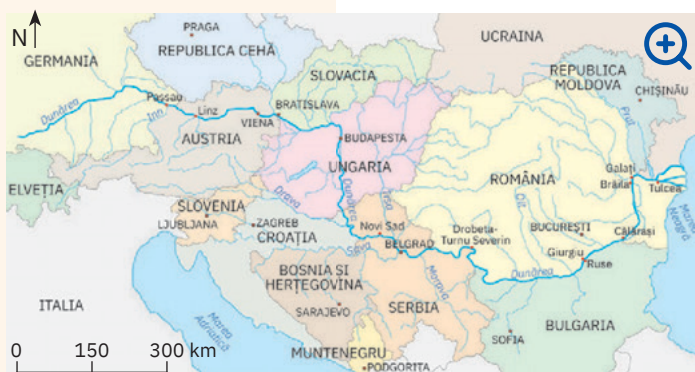 N
PRAGA
REPUBLICA CEHĂ
UCRAINA
GERMANIA
SLOVACIA
REPUBLICA
MOLDOVA
CHIȘINĂU
Prut
Dunărea
Passau
Inn
Linz
VIENA
BRATISLAVA
AUSTRIA
BUDAPESTA
UNGARIA
ELVEȚIA
Drava
Dunărea
Tisa
ROMÂNIA
Olt
Galați
Brăila
Tulcea
Marea
Neagră
SLOVENIA
LJUBLJANA
ZAGREB
CROAȚIA
Novi Sad
Sava
BELGRAD
Drobeta-
Turnu Severin
BUCUREȘTI
Călărași
Giurgiu
Ruse
Dunărea
BOSNIA ȘI
HERȚEGOVINA
SARAJEVO
Morava
SERBIA
ITALIA
Marea
Adriatică
SOFIA
BULGARIA
MUNTENEGRU
PODGORIȚA
0 150 300 km